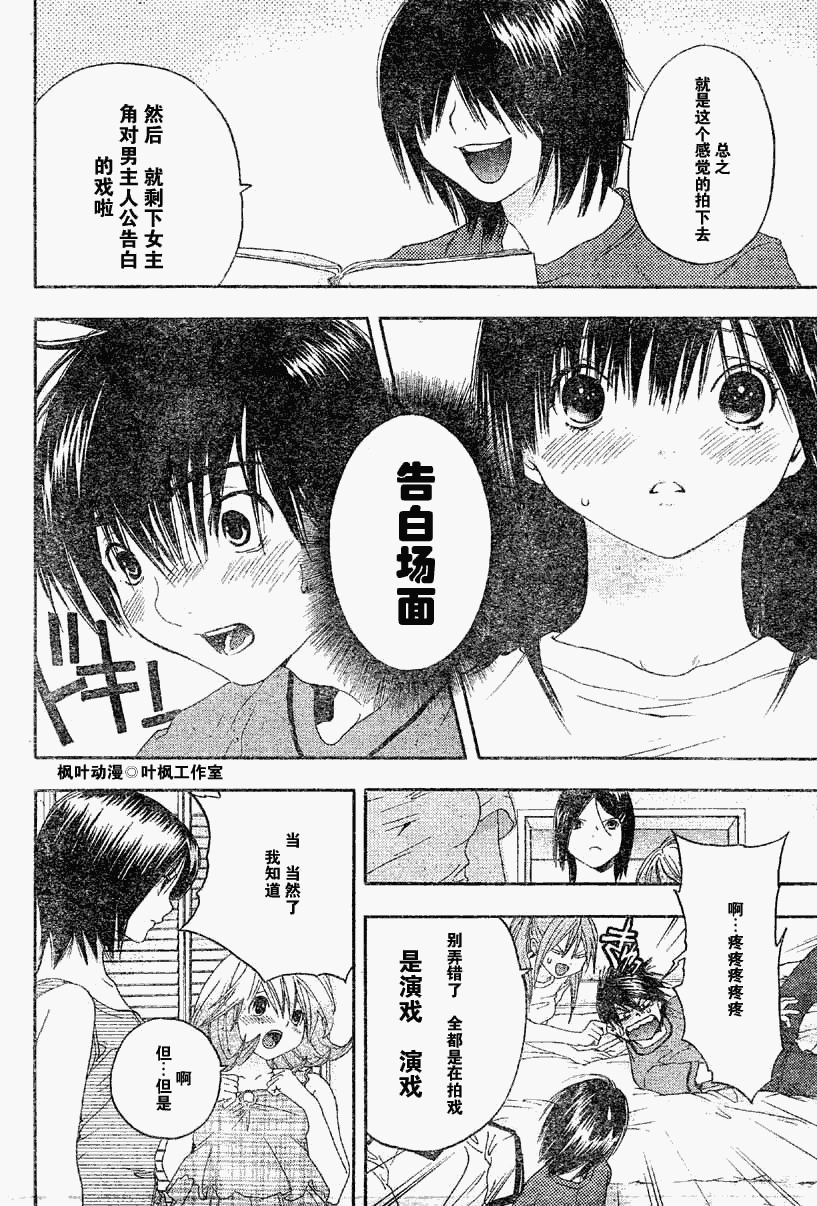 总之
就是这个感觉的拍下去
然后 就剩下女主
角对男主人公告白
的戏啦
告白场面
ドキン
枫叶动漫◎叶枫工作室
啊…疼疼疼疼疼
别弄错了 全都是在拍戏
是演戏 演戏
当 当然了
我知道
啊
但…但是